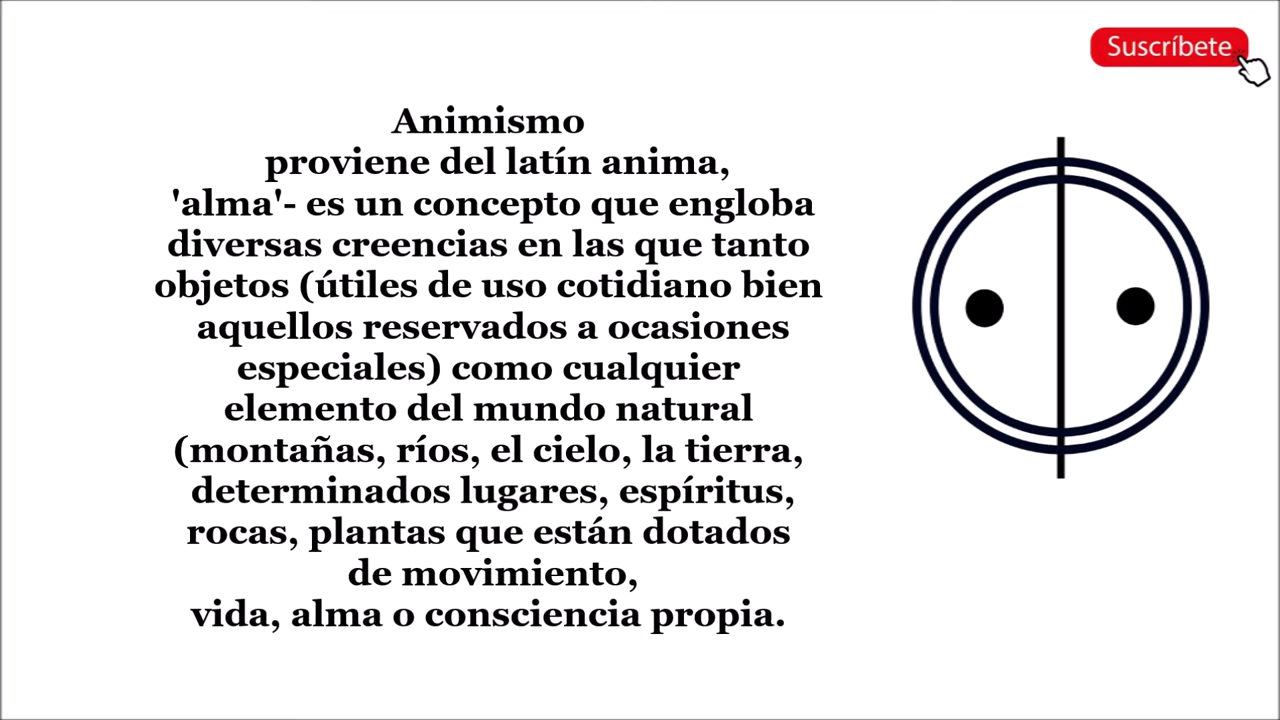 Suscríbete
Animismo
proviene del latín anima,
'alma'- es un concepto que engloba
diversas creencias en las que tanto
objetos (útiles de uso cotidiano bien
aquellos reservados a ocasiones
especiales) como cualquier
elemento del mundo natural
(montañas, ríos, el cielo, la tierra,
determinados lugares, espíritus,
rocas, plantas que están dotados
de movimiento,
vida, alma o consciencia propia.